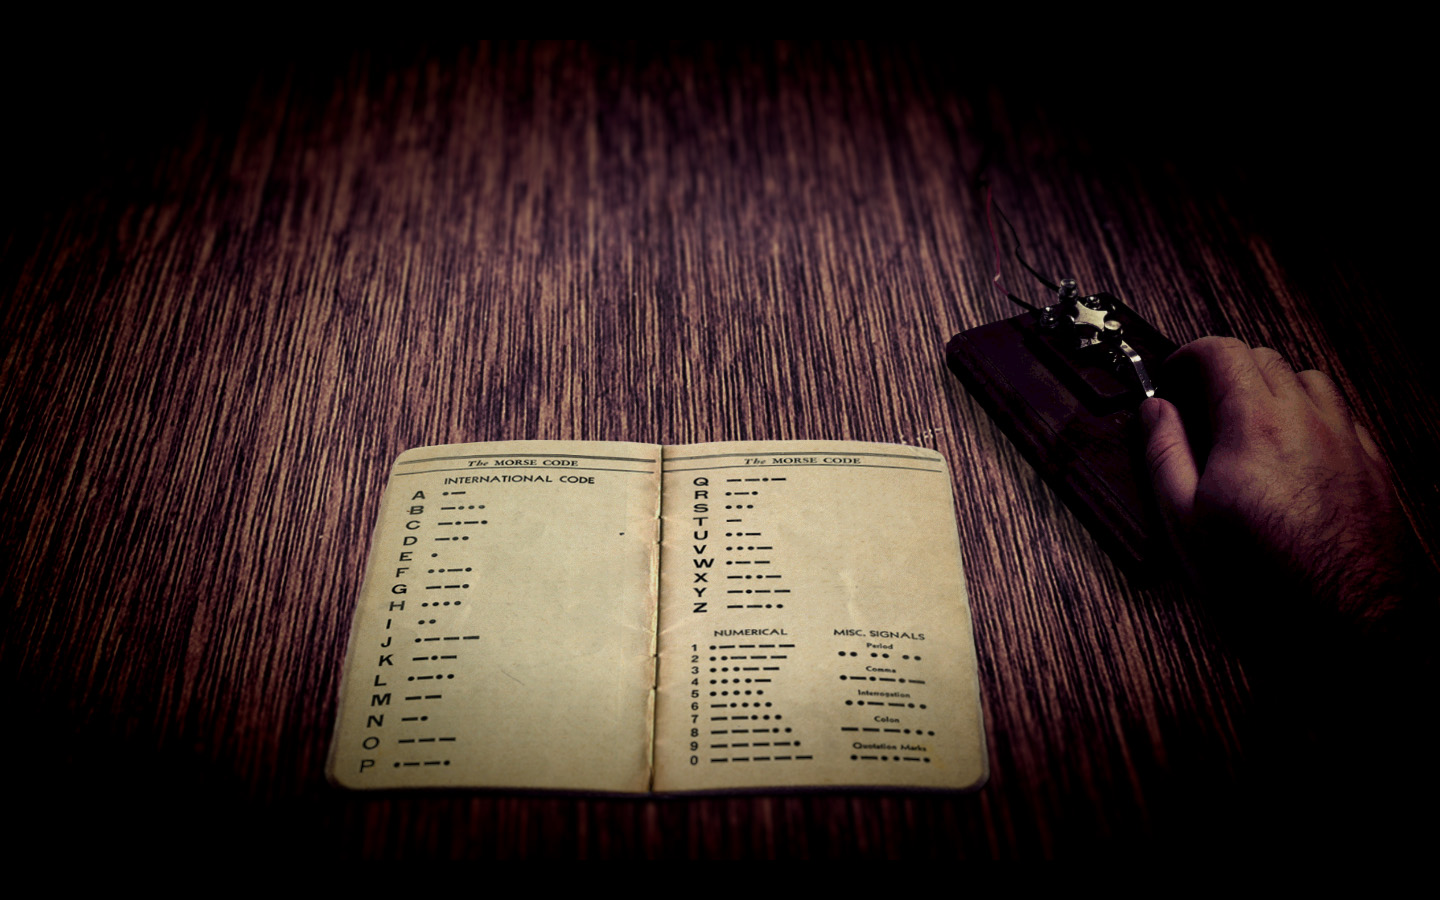 The MORSE CODE
INTERNATIONAL CODE
A •—
B —•••
C —•—•
D —••
E •
F ••—•
G ——•
H ••••
I ••
J •———
K —•—
L •—••
M ——
N —•
O ———
P •——•
The MORSE CODE
Q ——•—
R •—•
S •••
T —
U ••—
V •••—
W •——
X —••—
Y —•——
Z ——••
NUMERICAL
1 •————
2 ••———
3 •••——
4 ••••—
5 •••••
6 —••••
7 ——•••
8 ———••
9 ————•
0 —————
MISC. SIGNALS
Period
•• •• ••
Comma
•—•—•—
Interrogation
••——••
Colon
———•••
Quotation Marks
•—••—•